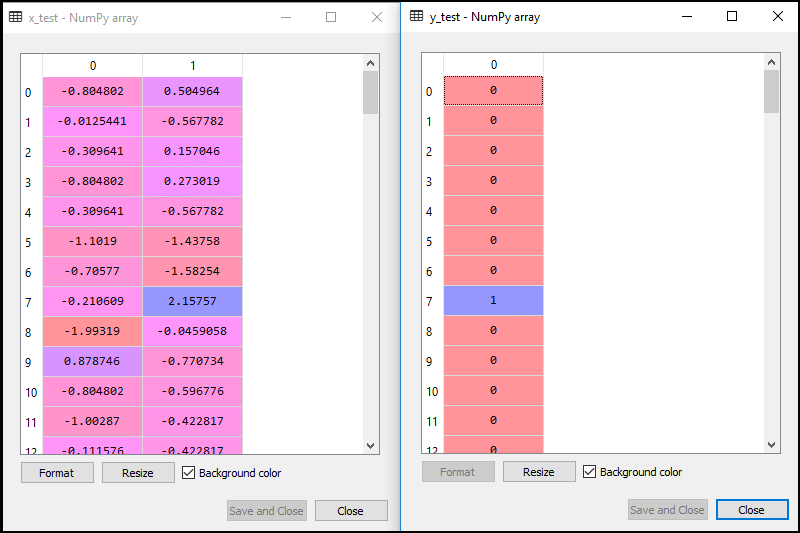 x_test - NumPy array
0 1
0 -0.804802 0.504964
1 -0.0125441 -0.567782
2 -0.309641 0.157046
3 -0.804802 0.273019
4 -0.309641 -0.567782
5 -1.1019 -1.43758
6 -0.70577 -1.58254
7 -0.210609 2.15757
8 -1.99319 -0.0459058
9 0.878746 -0.770734
10 -0.804802 -0.596776
11 -1.00287 -0.422817
12 -0.111576 -0.422817
Format Resize Background color
Save and Close Close
y_test - NumPy array
0
0 0
1 0
2 0
3 0
4 0
5 0
6 0
7 1
8 0
9 0
10 0
11 0
12 0
Format Resize Background color
Save and Close Close